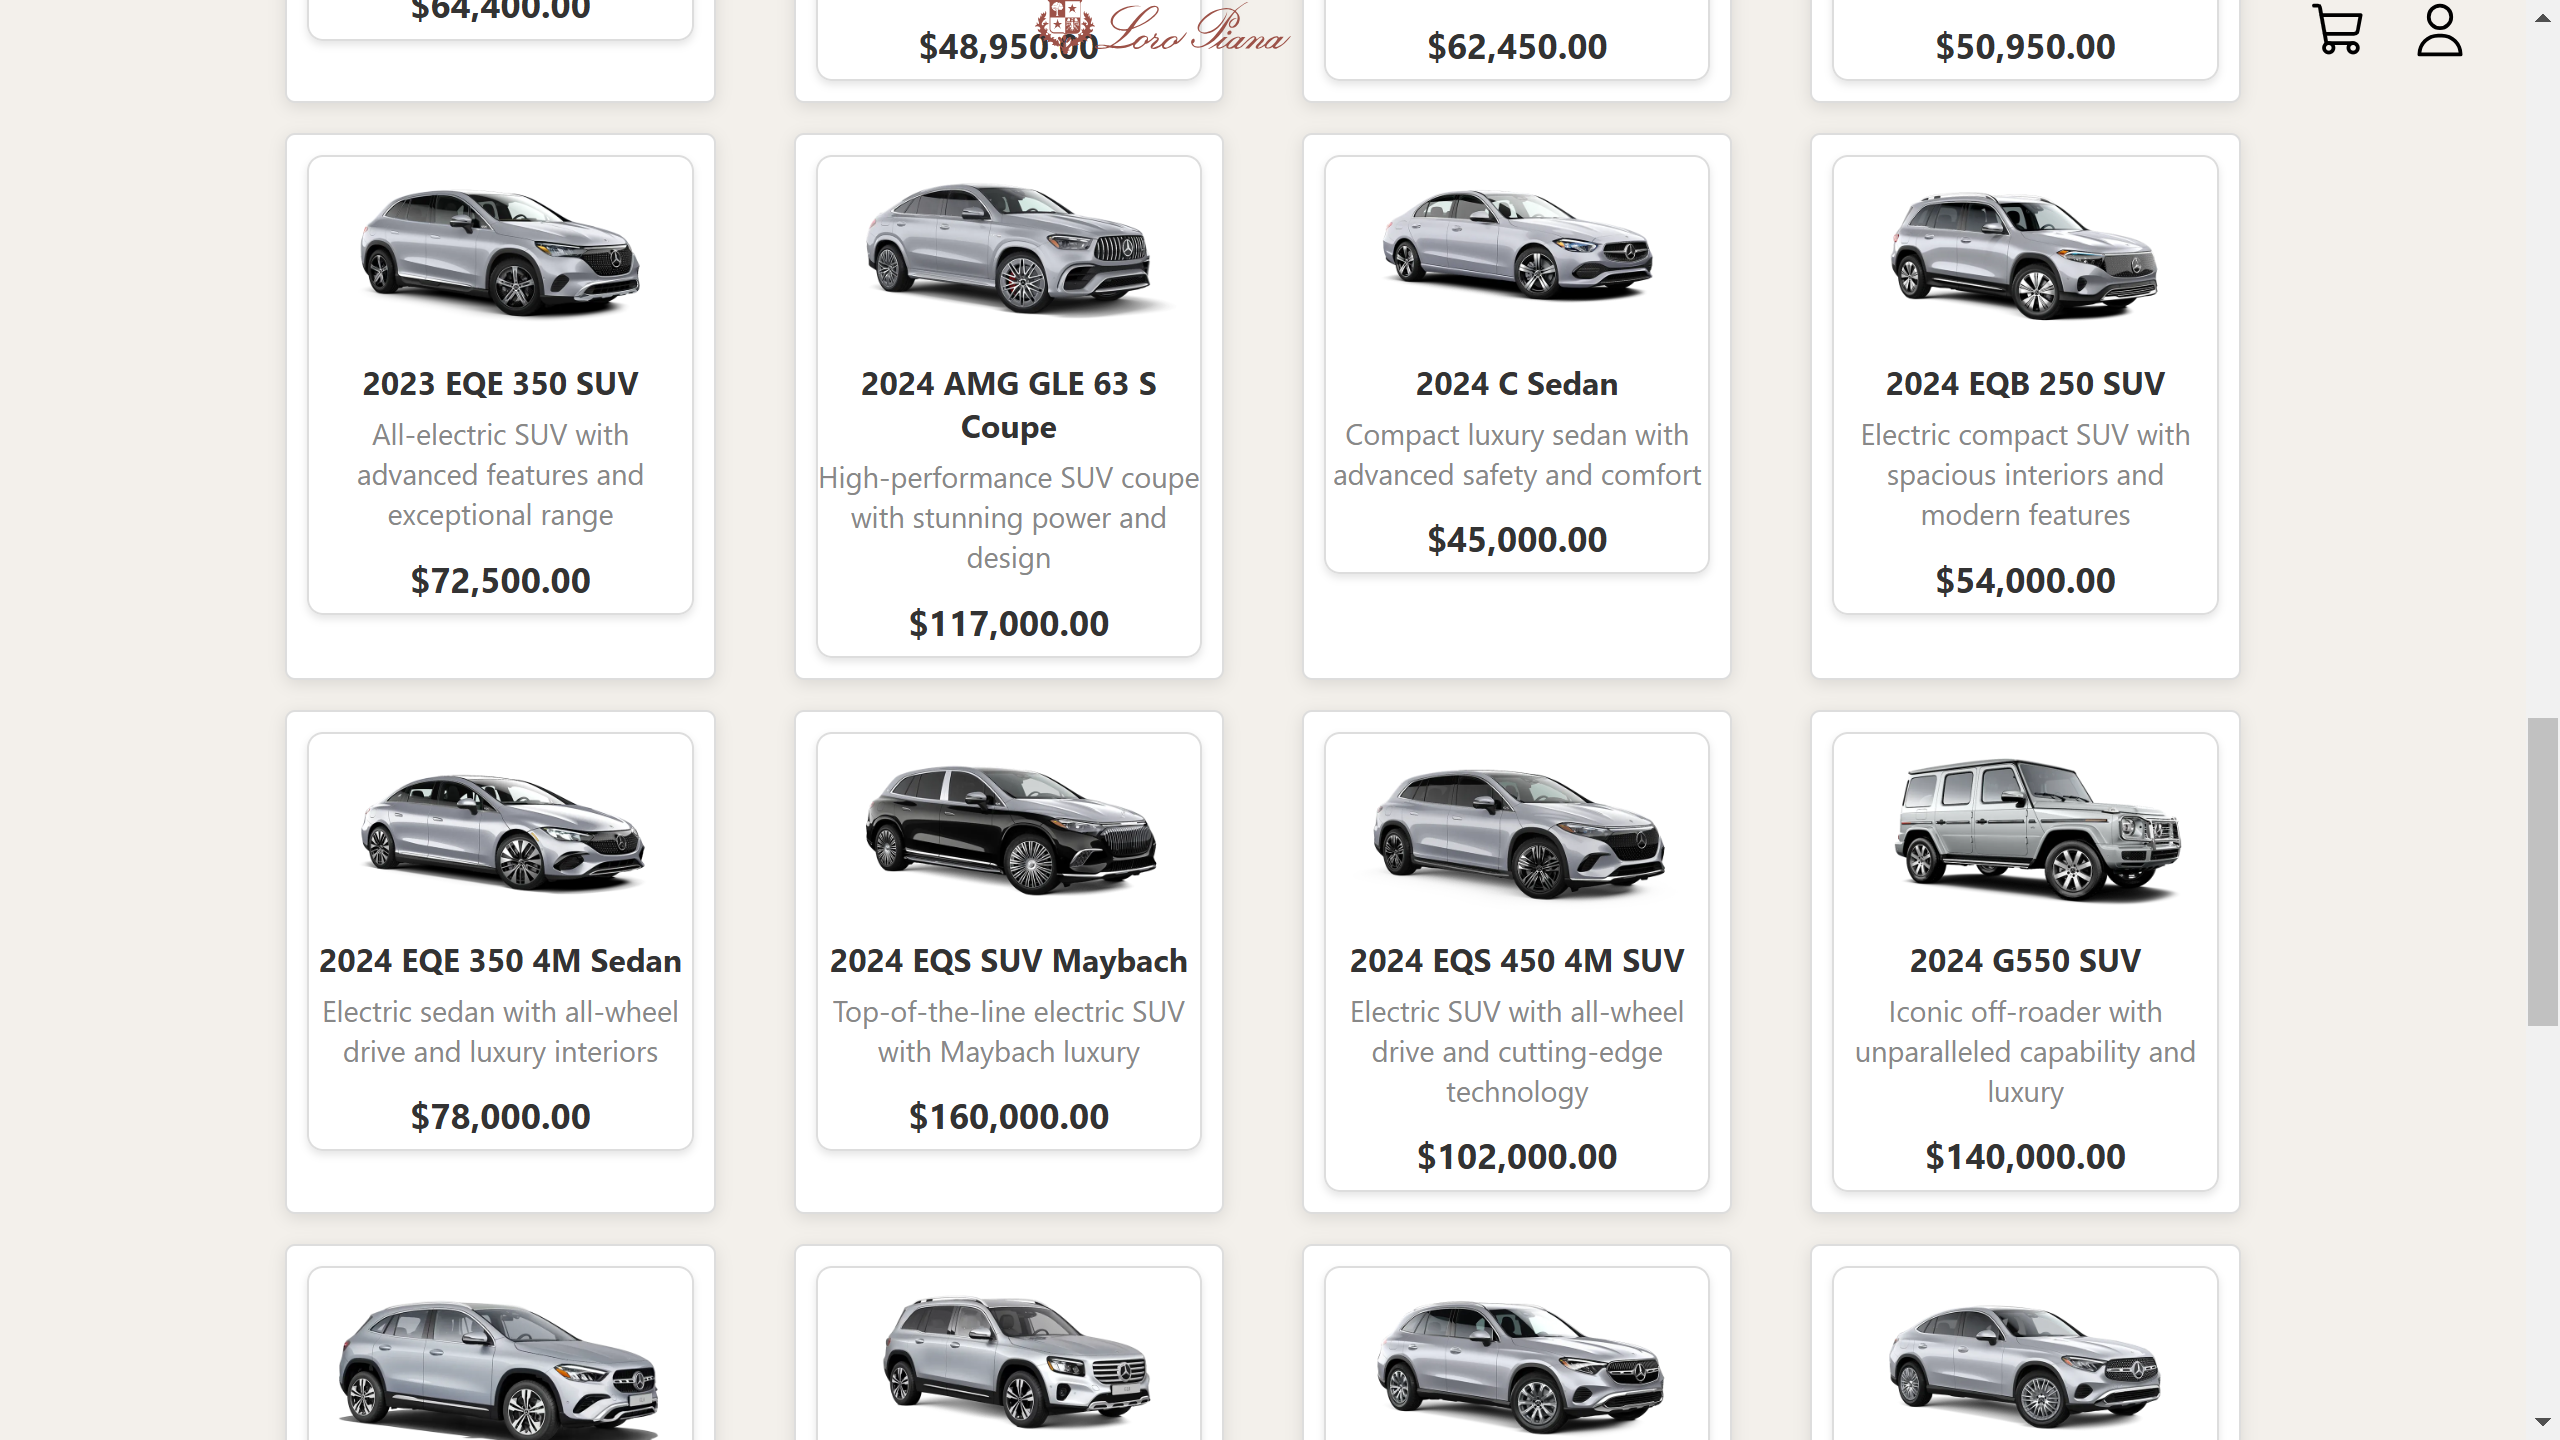 $64,400.00
$48,950.00
Loro Piana
$62,450.00
$50,950.00
2023 EQE 350 SUV
All-electric SUV with
advanced features and
exceptional range
$72,500.00
2024 AMG GLE 63 S
Coupe
High-performance SUV coupe
with stunning power and
design
$117,000.00
2024 C Sedan
Compact luxury sedan with
advanced safety and comfort
$45,000.00
2024 EQB 250 SUV
Electric compact SUV with
spacious interiors and
modern features
$54,000.00
2024 EQE 350 4M Sedan
Electric sedan with all-wheel
drive and luxury interiors
$78,000.00
2024 EQS SUV Maybach
Top-of-the-line electric SUV
with Maybach luxury
$160,000.00
2024 EQS 450 4M SUV
Electric SUV with all-wheel
drive and cutting-edge
technology
$102,000.00
2024 G550 SUV
Iconic off-roader with
unparalleled capability and
luxury
$140,000.00